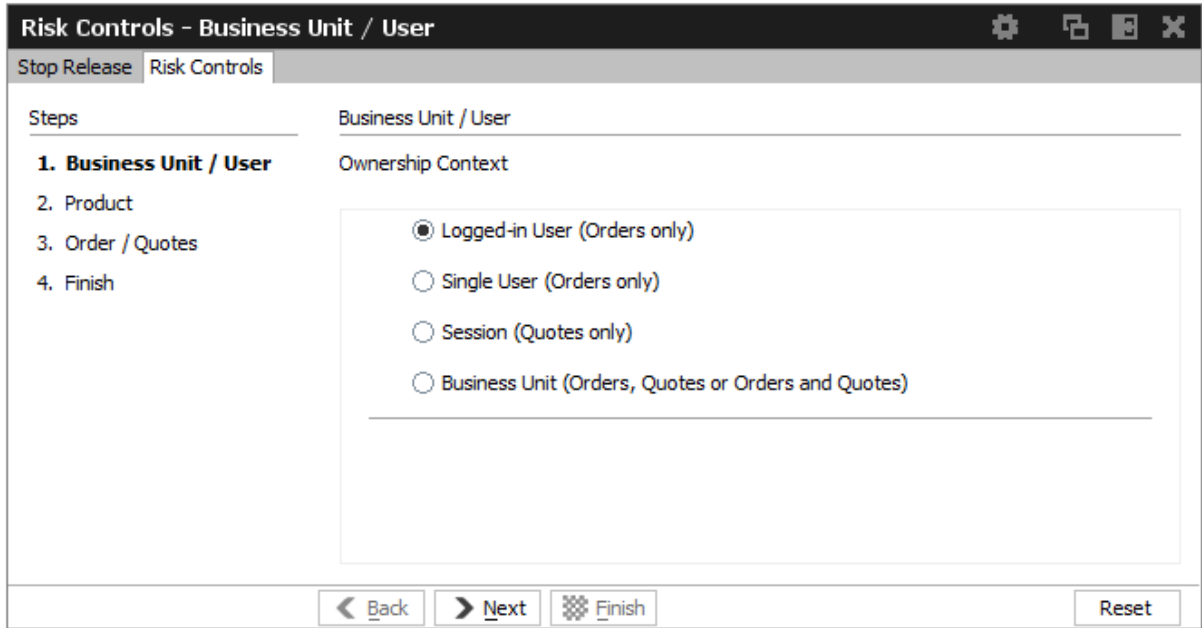 Risk Controls - Business Unit / User
Stop Release Risk Controls
Steps
1. Business Unit / User
2. Product
3. Order / Quotes
4. Finish
Business Unit / User
Ownership Context
Logged-in User (Orders only)
Single User (Orders only)
Session (Quotes only)
Business Unit (Orders, Quotes or Orders and Quotes)
Back Next Finish Reset